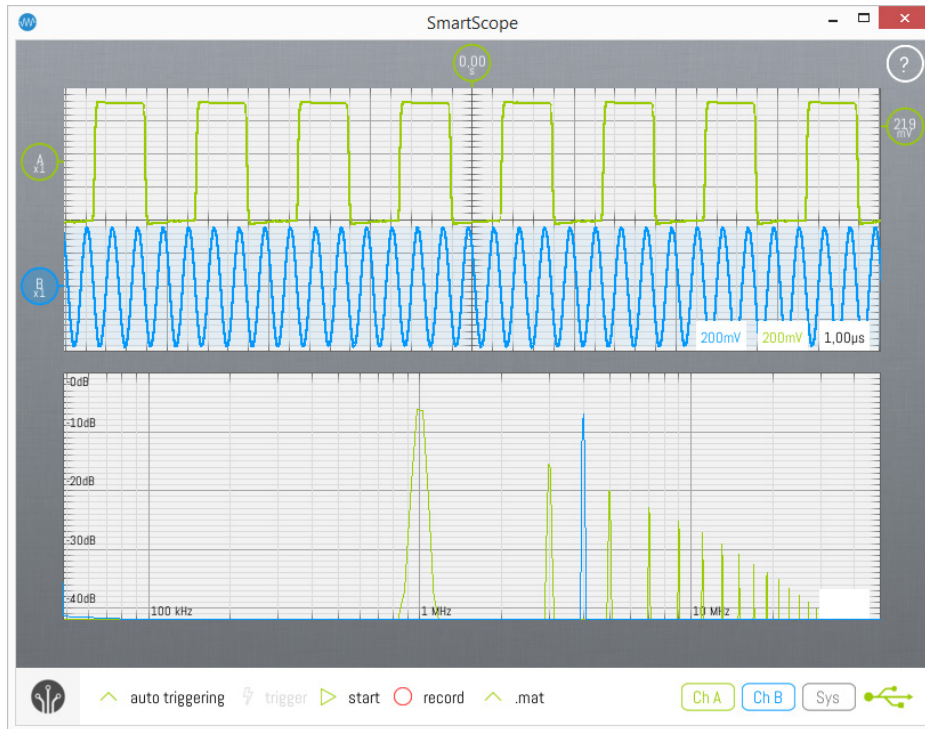 SmartScope
0,00
s
?
219
mV
A
x1
B
x1
200mV 200mV 1,00µs
-0dB
-10dB
-20dB
-30dB
-40dB
100 kHz 1 MHz 10 MHz
auto triggering trigger start record .mat Ch A Ch B Sys